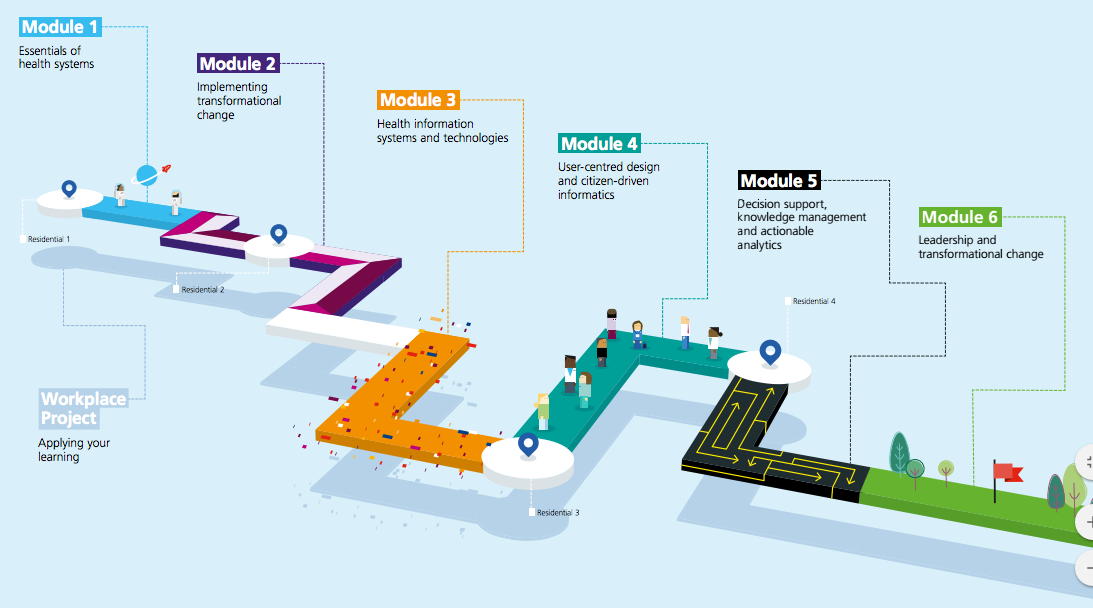 Module 1
Essentials of
health systems
Module 2
Implementing
transformational
change
Module 3
Health information
systems and technologies
Module 4
User-centred design
and citizen-driven
informatics
Module 5
Decision support,
knowledge management
and actionable
analytics
Module 6
Leadership and
transformational change
Residential 1
Residential 2
Residential 4
Workplace
Project
Applying your
learning
Residential 3